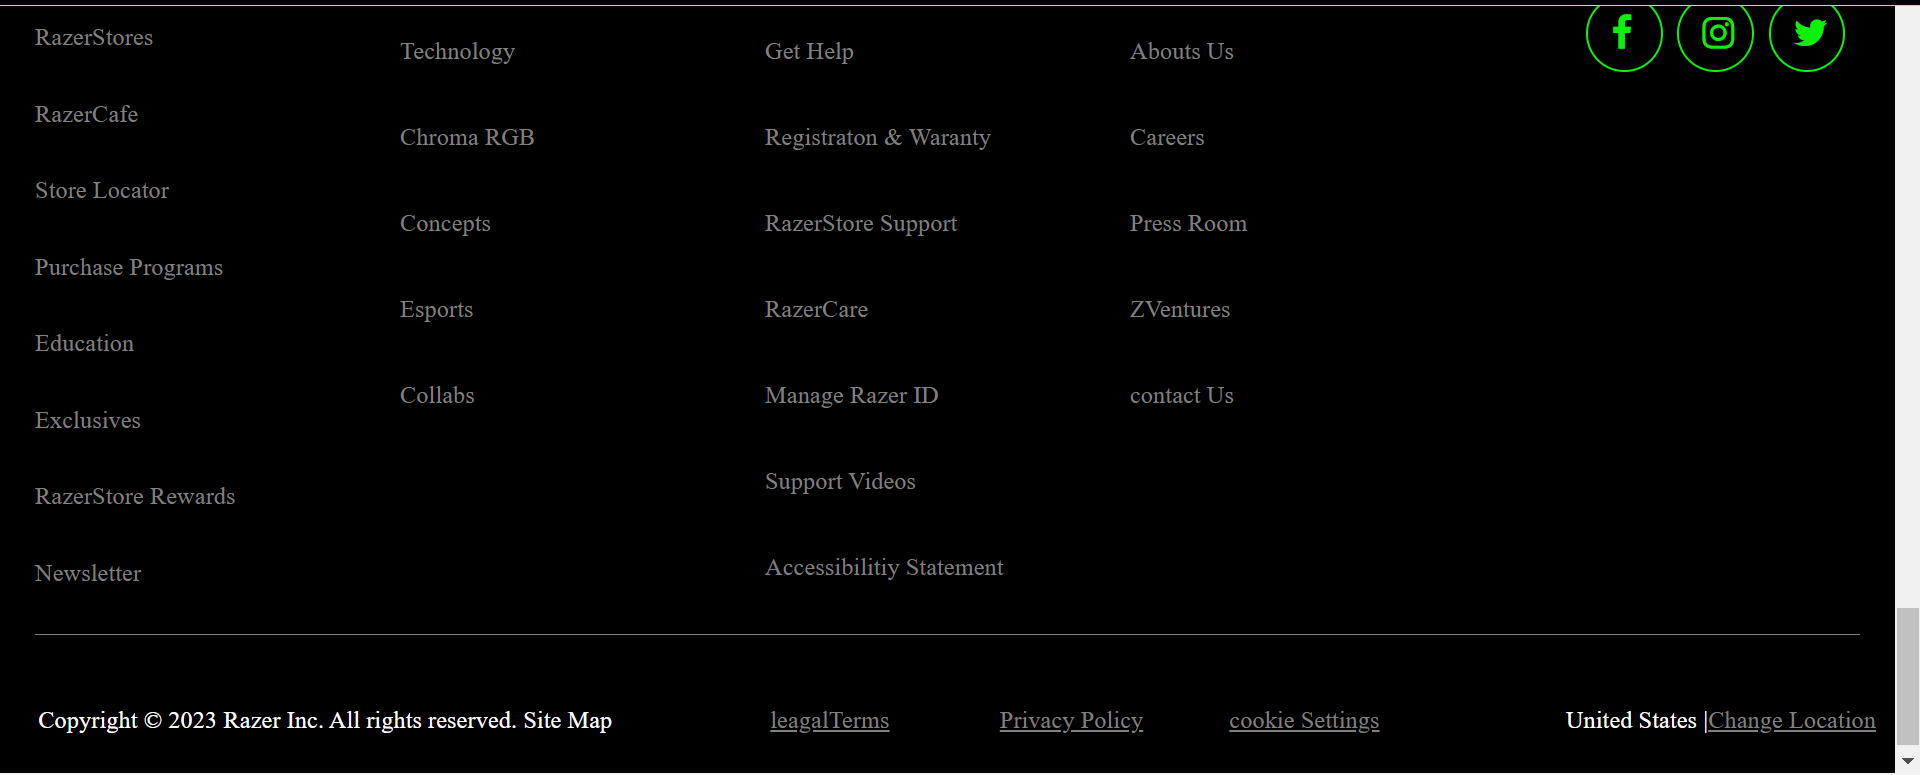 RazerStores
RazerCafe
Store Locator
Purchase Programs
Education
Exclusives
RazerStore Rewards
Newsletter
Technology
Chroma RGB
Concepts
Esports
Collabs
Get Help
Registraton & Waranty
RazerStore Support
RazerCare
Manage Razer ID
Support Videos
Accessibilitiy Statement
Abouts Us
Careers
Press Room
ZVentures
contact Us
Copyright © 2023 Razer Inc. All rights reserved. Site Map
leagalTerms
Privacy Policy
cookie Settings
United States |Change Location